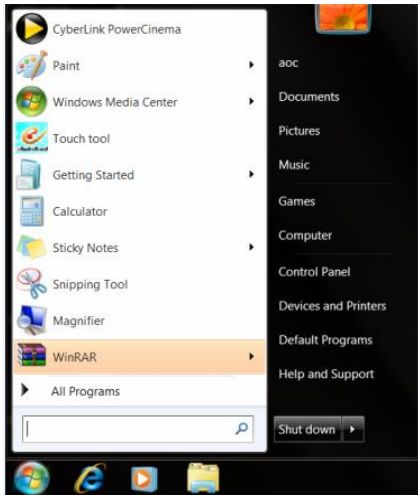 CyberLink PowerCinema
Paint
Windows Media Center
Touch tool
Getting Started
Calculator
Sticky Notes
Snipping Tool
Magnifier
WinRAR
All Programs
aoc
Documents
Pictures
Music
Games
Computer
Control Panel
Devices and Printers
Default Programs
Help and Support
Shut down